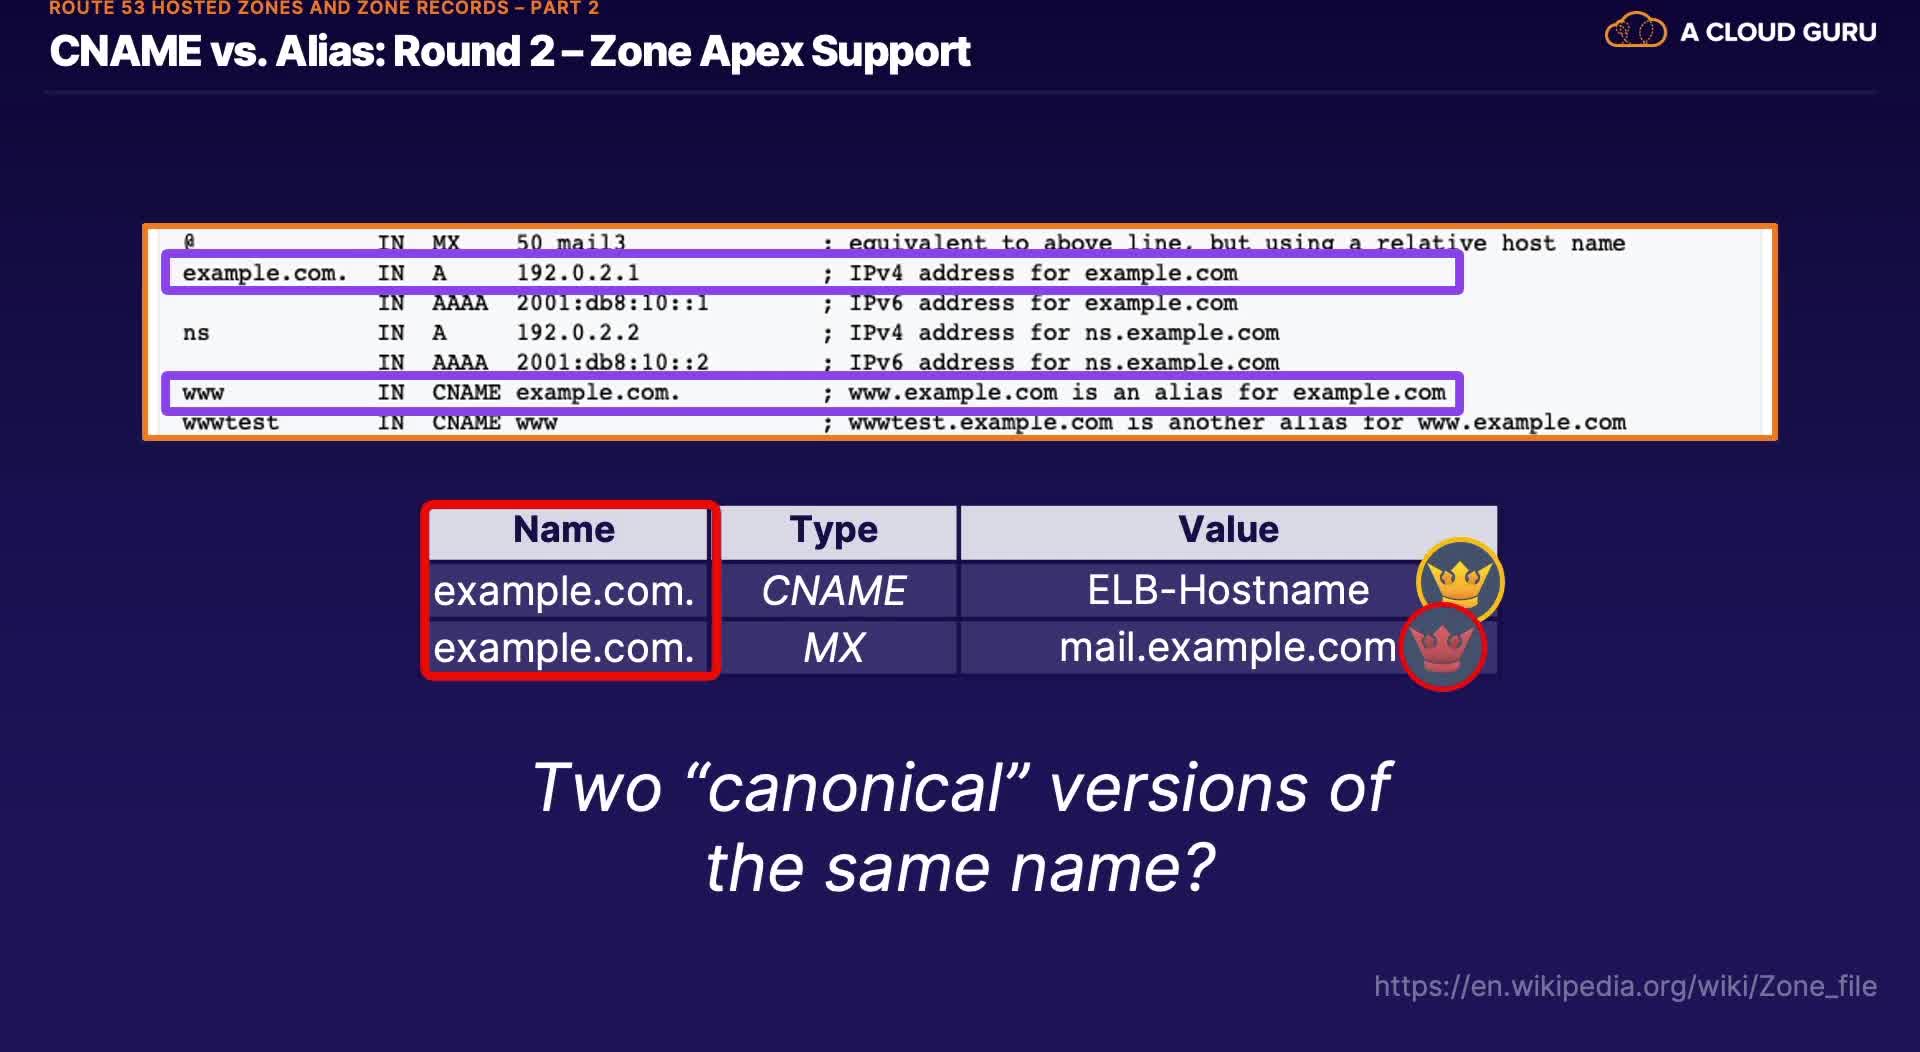 ROUTE 53 HOSTED ZONES AND ZONE RECORDS – PART 2
CNAME vs. Alias: Round 2 – Zone Apex Support
A CLOUD GURU
@ IN MX 50 mail3 ; equivalent to above line, but using a relative host name
example.com. IN A 192.0.2.1 ; IPv4 address for example.com
IN AAAA 2001:db8:10::1 ; IPv6 address for example.com
ns IN A 192.0.2.2 ; IPv4 address for ns.example.com
IN AAAA 2001:db8:10::2 ; IPv6 address for ns.example.com
www IN CNAME example.com. ; www.example.com is an alias for example.com
wwwtest IN CNAME www ; wwwtest.example.com is another alias for www.example.com
Name Type Value
example.com. CNAME ELB-Hostname
example.com. MX mail.example.com
Two “canonical” versions of
the same name?
https://en.wikipedia.org/wiki/Zone_file